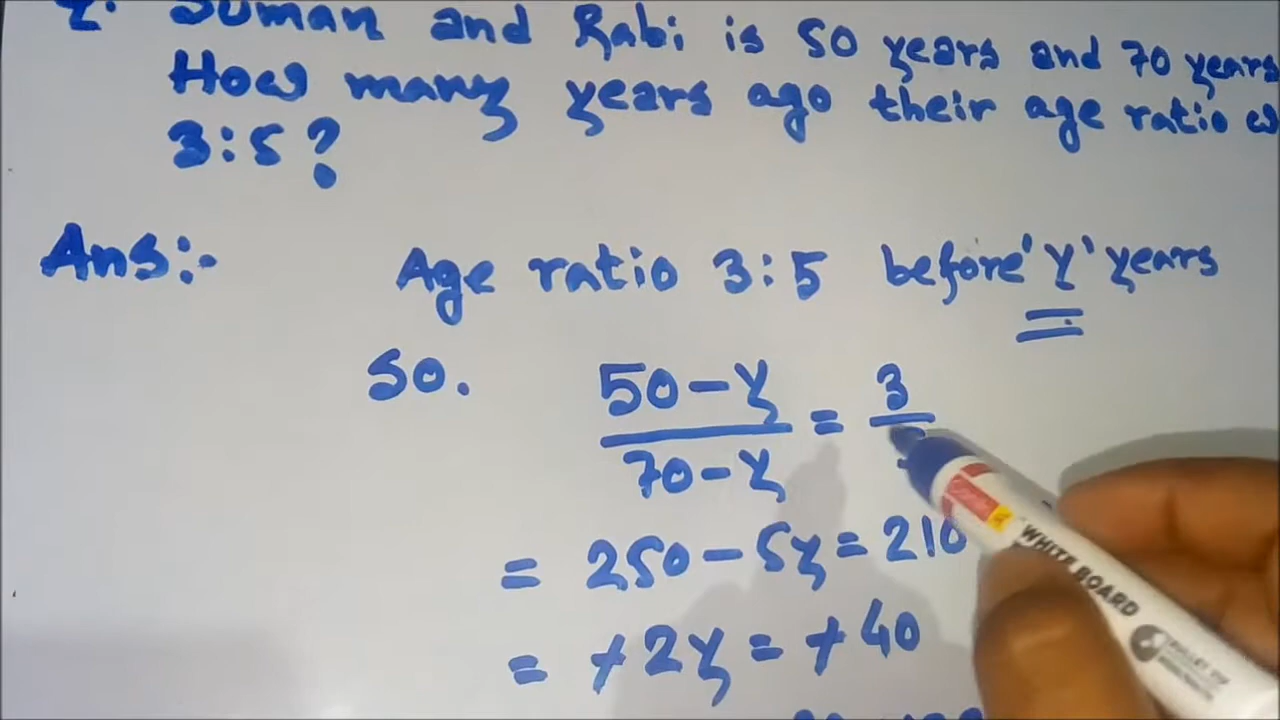 Suman and Rabi is 50 years and 70 years
How many years ago their age ratio
3:5?
Ans:- Age ratio 3:5 before 'y' years
So. 50-y / 70-y = 3
= 250-5y = 210
= +2y = +40
WHITE BOARD